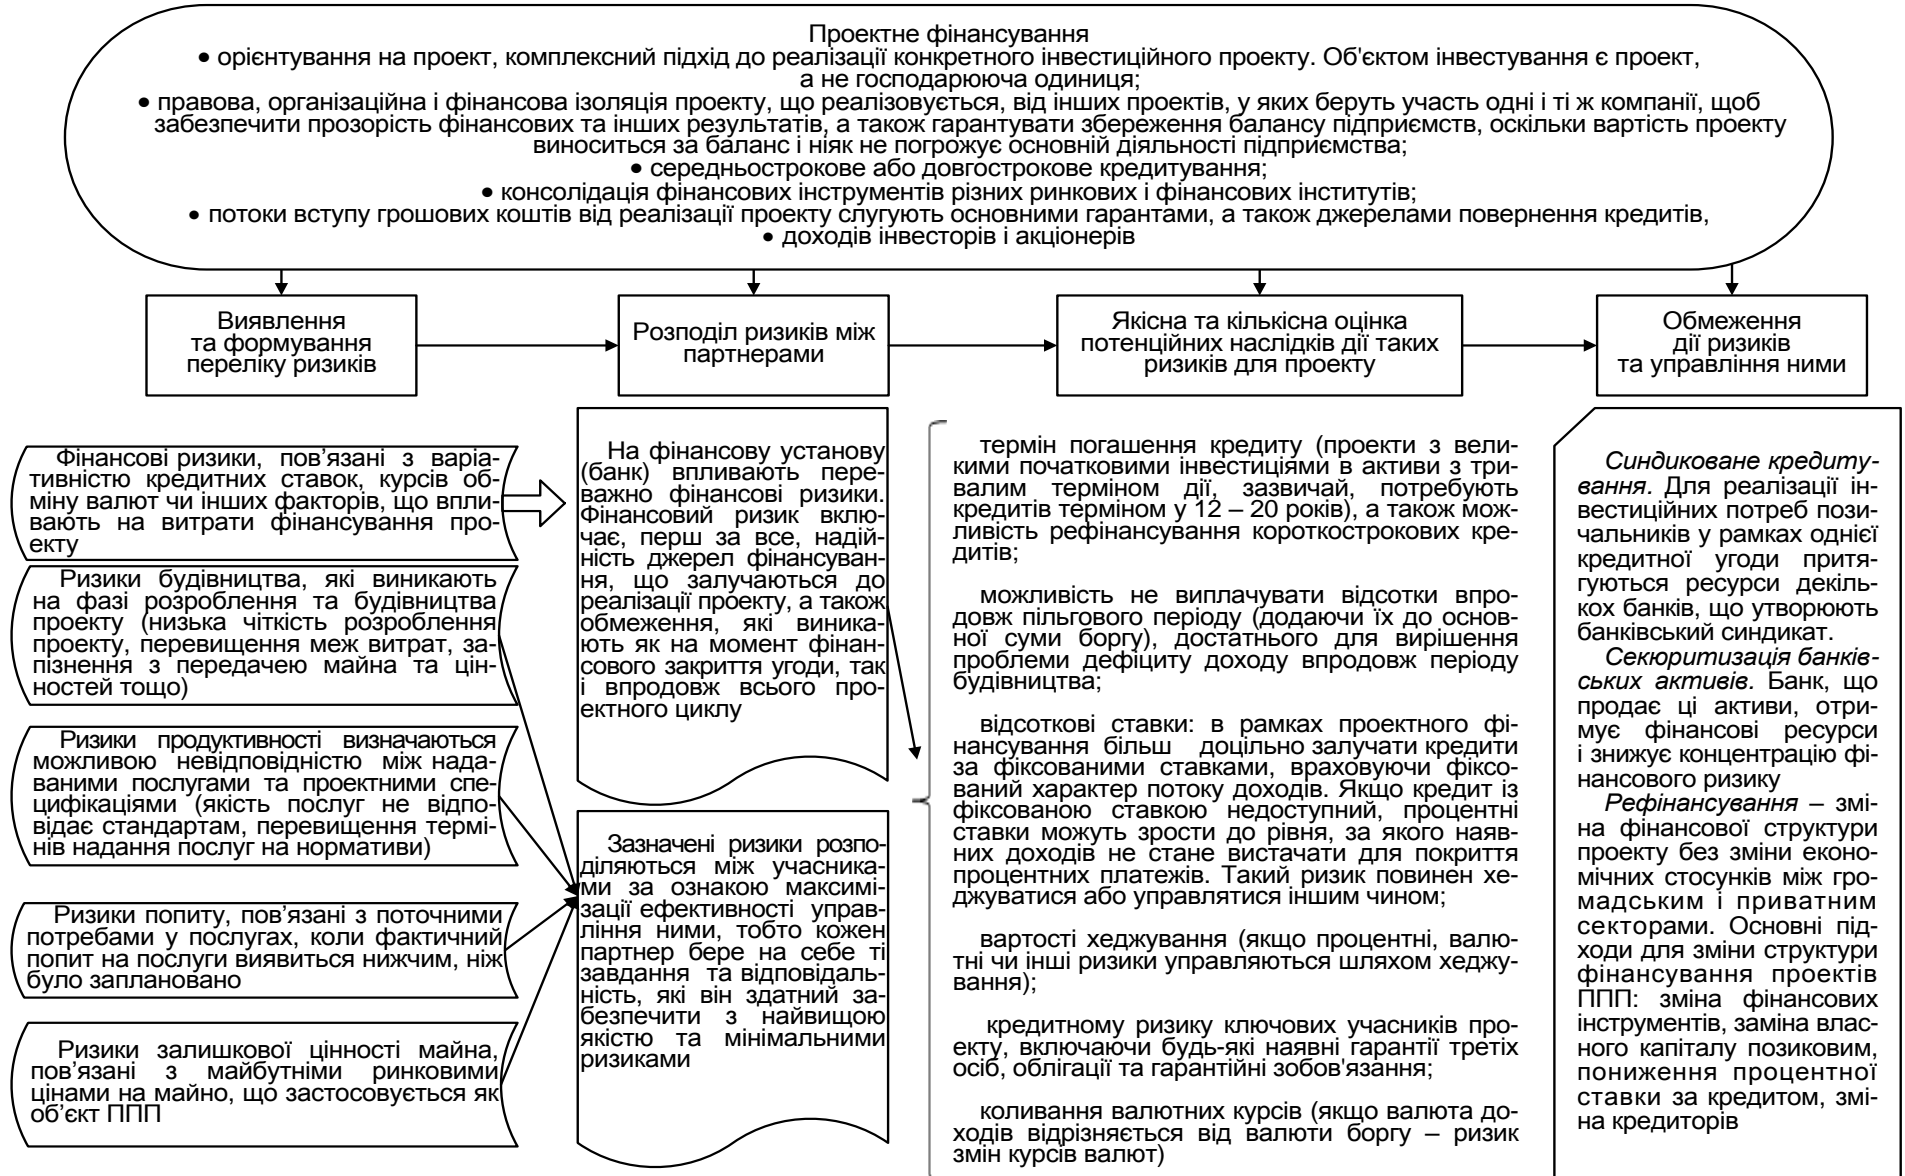 Проектне фінансування
• орієнтування на проект, комплексний підхід до реалізації конкретного інвестиційного проекту. Об'єктом інвестування є проект,
а не господарююча одиниця;
• правова, організаційна і фінансова ізоляція проекту, що реалізовується, від інших проектів, у яких беруть участь одні і ті ж компанії, щоб
забезпечити прозорість фінансових та інших результатів, а також гарантувати збереження балансу підприємств, оскільки вартість проекту
виноситься за баланс і ніяк не погрожує основній діяльності підприємства;
• середньострокове або довгострокове кредитування;
• консолідація фінансових інструментів різних ринкових і фінансових інститутів;
• потоки вступу грошових коштів від реалізації проекту слугують основними гарантами, а також джерелами повернення кредитів,
• доходів інвесторів і акціонерів
Виявлення
та формування
переліку ризиків
Розподіл ризиків між
партнерами
Якісна та кількісна оцінка
потенційних наслідків дії таких
ризиків для проекту
Обмеження
дії ризиків
та управління ними
Фінансові ризики, пов’язані з варіа-
тивністю кредитних ставок, курсів об-
міну валют чи інших факторів, що впли-
вають на витрати фінансування про-
екту
Ризики будівництва, які виникають
на фазі розроблення та будівництва
проекту (низька чіткість розроблення
проекту, перевищення меж витрат, за-
пізнення з передачею майна та цін-
ностей тощо)
Ризики продуктивності визначаються
можливою невідповідністю між нада-
ваними послугами та проектними спе-
цифікаціями (якість послуг не відпо-
відає стандартам, перевищення термі-
нів надання послуг на нормативи)
Ризики попиту, пов’язані з поточними
потребами у послугах, коли фактичний
попит на послуги виявиться нижчим, ніж
було заплановано
Ризики залишкової цінності майна,
пов’язані з майбутніми ринковими
цінами на майно, що застосовується як
об’єкт ППП
На фінансову установу
(банк) впливають пере-
важно фінансові ризики.
Фінансовий ризик вклю-
чає, перш за все, надій-
ність джерел фінансуван-
ня, що залучаються до
реалізації проекту, а також
обмеження, які виника-
ють як на момент фінан-
сового закриття угоди, так
і впродовж всього про-
ектного циклу
Зазначені ризики розпо-
діляються між учасника-
ми за ознакою максимі-
зації ефективності управ-
ління ними, тобто кожен
партнер бере на себе ті
завдання та відповідаль-
ність, які він здатний за-
безпечити з найвищою
якістю та мінімальними
ризиками
термін погашення кредиту (проекти з вели-
кими початковими інвестиціями в активи з три-
валим терміном дії, зазвичай, потребують
кредитів терміном у 12 – 20 років), а також мож-
ливість рефінансування короткострокових кре-
дитів;
можливість не виплачувати відсотки впро-
довж пільгового періоду (додаючи їх до основ-
ної суми боргу), достатнього для вирішення
проблеми дефіциту доходу впродовж періоду
будівництва;
відсоткові ставки: в рамках проектного фі-
нансування більш доцільно залучати кредити
за фіксованими ставками, враховуючи фіксо-
ваний характер потоку доходів. Якщо кредит із
фіксованою ставкою недоступний, процентні
ставки можуть зрости до рівня, за якого наяв-
них доходів не стане вистачати для покриття
процентних платежів. Такий ризик повинен хе-
джуватися або управлятися іншим чином;
вартості хеджування (якщо процентні, валю-
тні чи інші ризики управляються шляхом хеджу-
вання);
кредитному ризику ключових учасників про-
екту, включаючи будь-які наявні гарантії третіх
осіб, облігації та гарантійні зобов'язання;
коливання валютних курсів (якщо валюта до-
ходів відрізняється від валюти боргу – ризик
змін курсів валют)
Синдиковане кредиту-
вання. Для реалізації ін-
вестиційних потреб пози-
чальників у рамках однієї
кредитної угоди притя-
гуються ресурси декіль-
кох банків, що утворюють
банківський синдикат.
Секюритизація банків-
ських активів. Банк, що
продає ці активи, отри-
мує фінансові ресурси
і знижує концентрацію фі-
нансового ризику
Рефінансування – змі-
на фінансової структури
проекту без зміни еконо-
мічних стосунків між гро-
мадським і приватним
секторами. Основні під-
ходи для зміни структури
фінансування проектів
ППП: зміна фінансових
інструментів, заміна влас-
ного капіталу позиковим,
пониження процентної
ставки за кредитом, змі-
на кредиторів